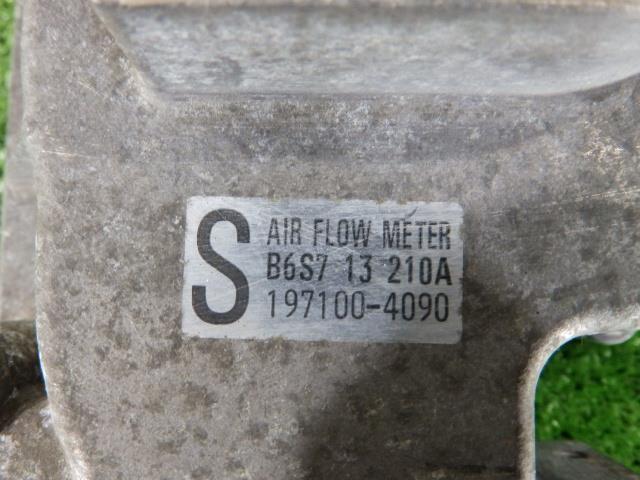 S
AIR FLOW METER
B6S7 13 210A
197100-4090